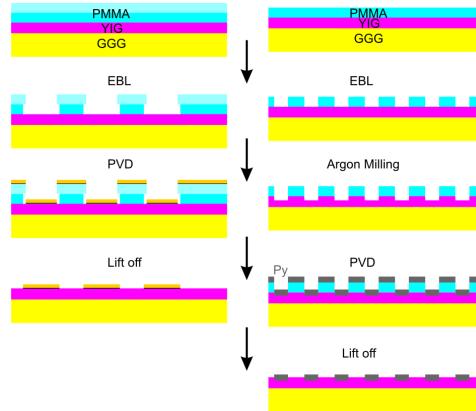 PMMA
YIG
GGG
EBL
PVD
Lift off
PMMA
YIG
GGG
EBL
Argon Milling
Py
PVD
Lift off